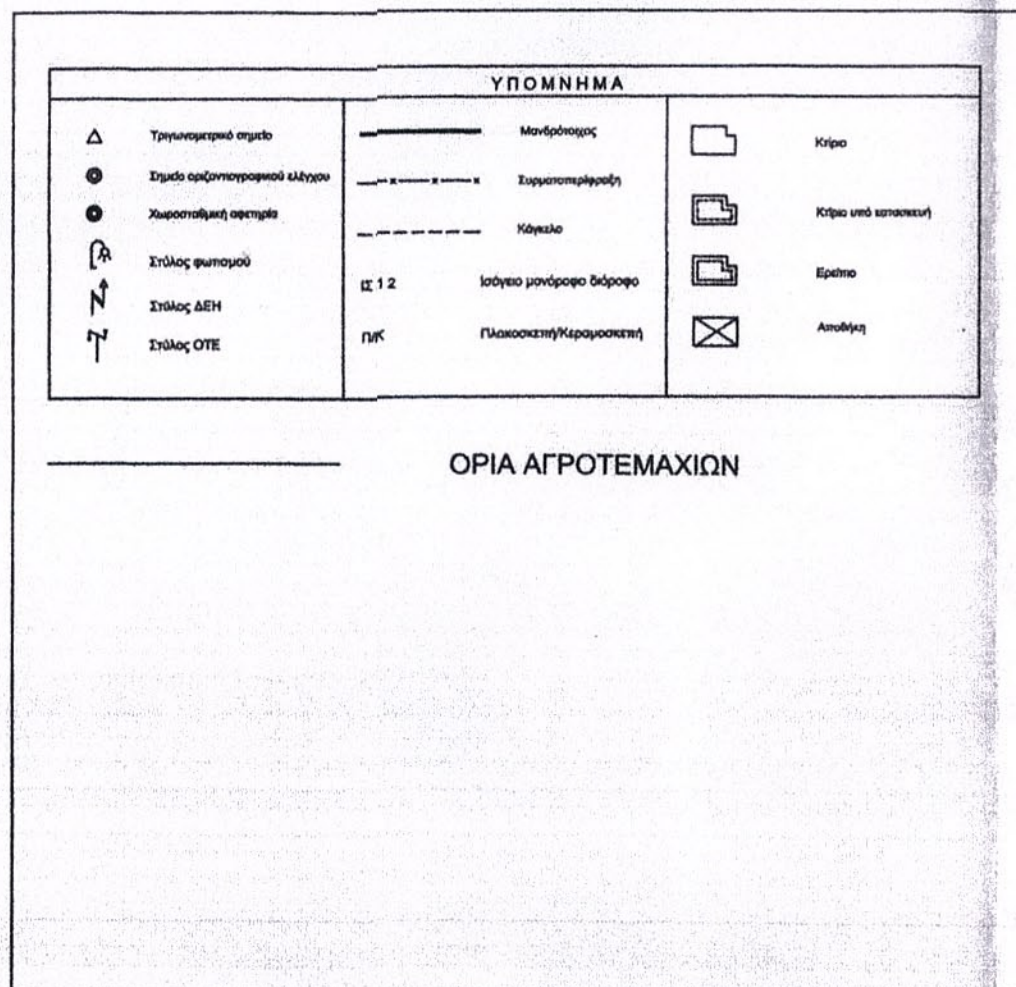 ΥΠΟΜΝΗΜΑ
Τριγωνομετρικό σημείο
Σημείο οριζοντιογραφικού ελέγχου
Χωροσταθμική αφετηρία
Στύλος φωτισμού
Στύλος ΔΕΗ
Στύλος ΟΤΕ
Μανδρότοιχος
Συρματοπερίφραξη
Κάγκελο
ΙΣ 1 2 Ισόγειο μονόροφο διόροφο
Π/Κ Πλακοσκεπή/Κεραμοσκεπή
Κτίριο
Κτίριο υπό κατασκευή
Ερείπιο
Αποθήκη
ΟΡΙΑ ΑΓΡΟΤΕΜΑΧΙΩΝ